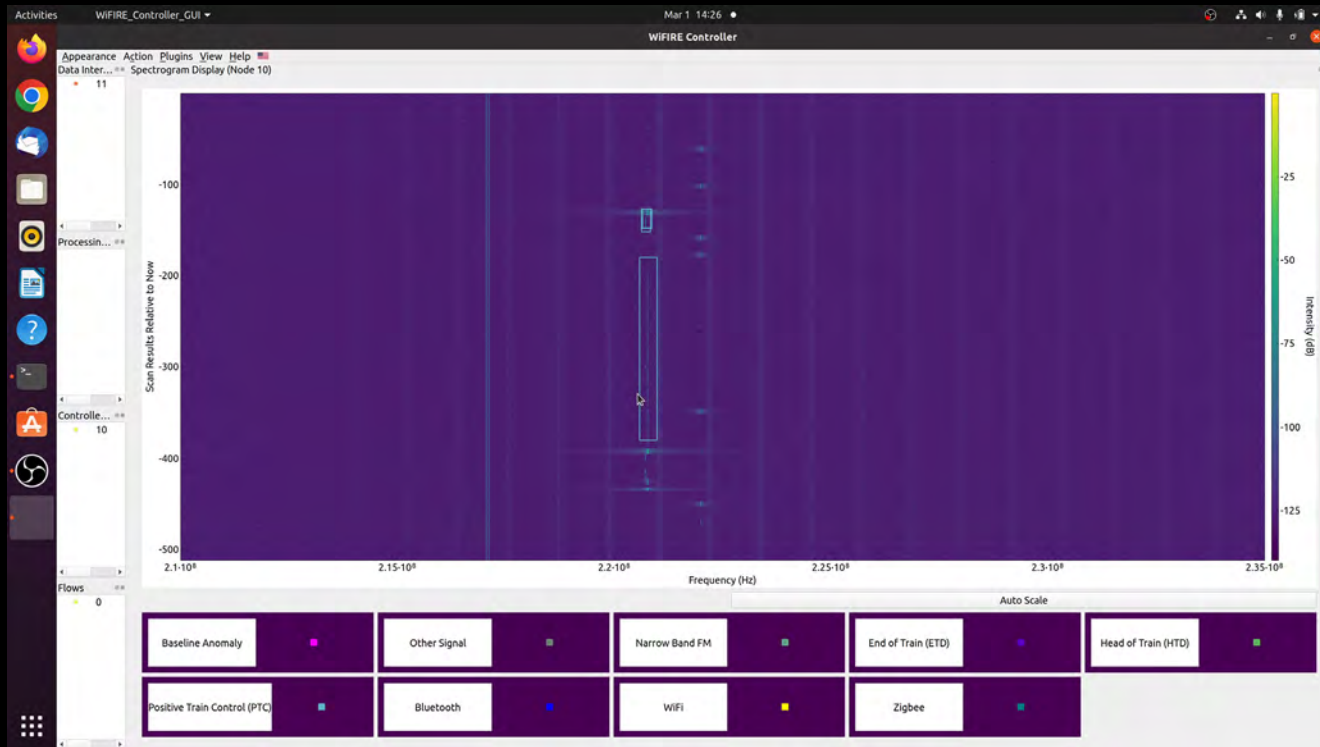 Activities
WiFIRE_Controller_GUI
Mar 1 14:26
WiFIRE Controller
Appearance Action Plugins View Help
Data Inter...
11
Processin...
Controlle...
10
Flows
0
Spectrogram Display (Node 10)
Scan Results Relative to Now
-100
-200
-300
-400
-500
2.1·10⁸
2.15·10⁸
2.2·10⁸
2.25·10⁸
2.3·10⁸
2.35·10⁸
Frequency (Hz)
-25
-50
-75
-100
-125
Intensity (dB)
Auto Scale
Baseline Anomaly
Other Signal
Narrow Band FM
End of Train (ETD)
Head of Train (HTD)
Positive Train Control (PTC)
Bluetooth
WiFi
Zigbee